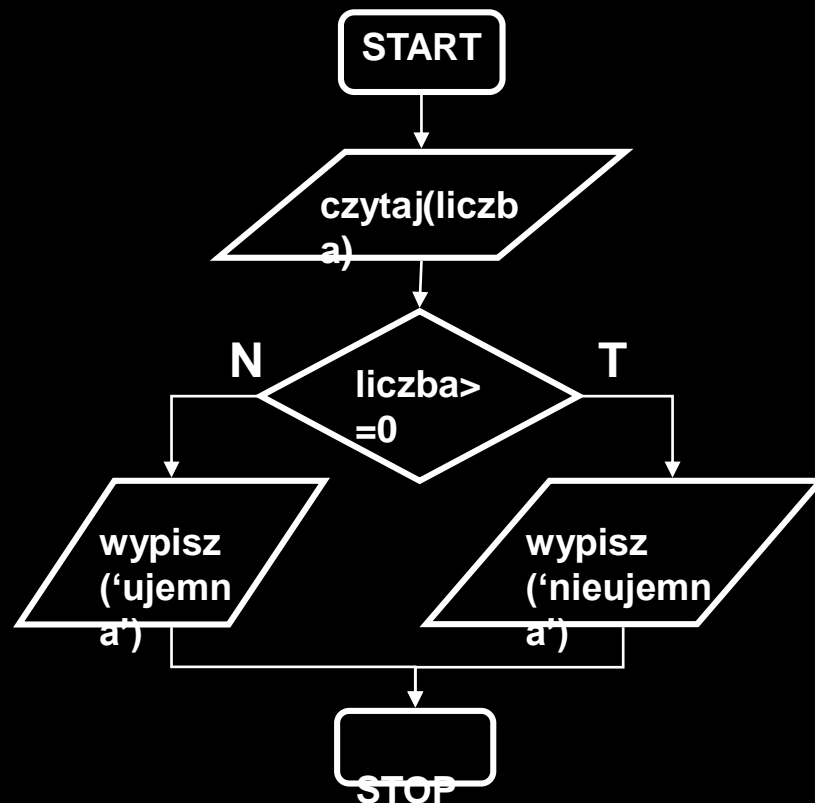 START
czytaj(liczb
a)
N
T
liczba>
=0
wypisz
(‘ujemn
a’)
wypisz
(‘nieujemn
a’)
STOP